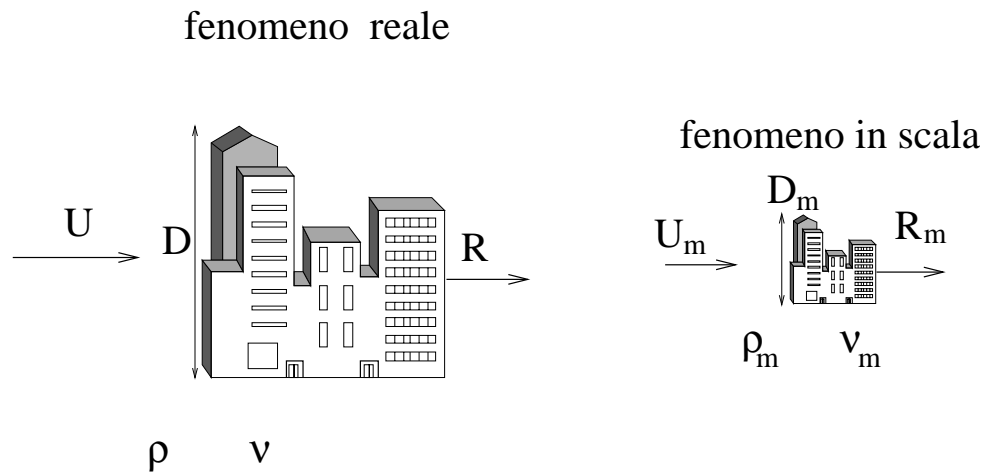 fenomeno reale
U
D
R
ρ ν
fenomeno in scala
D_m
U_m
R_m
ρ_m ν_m